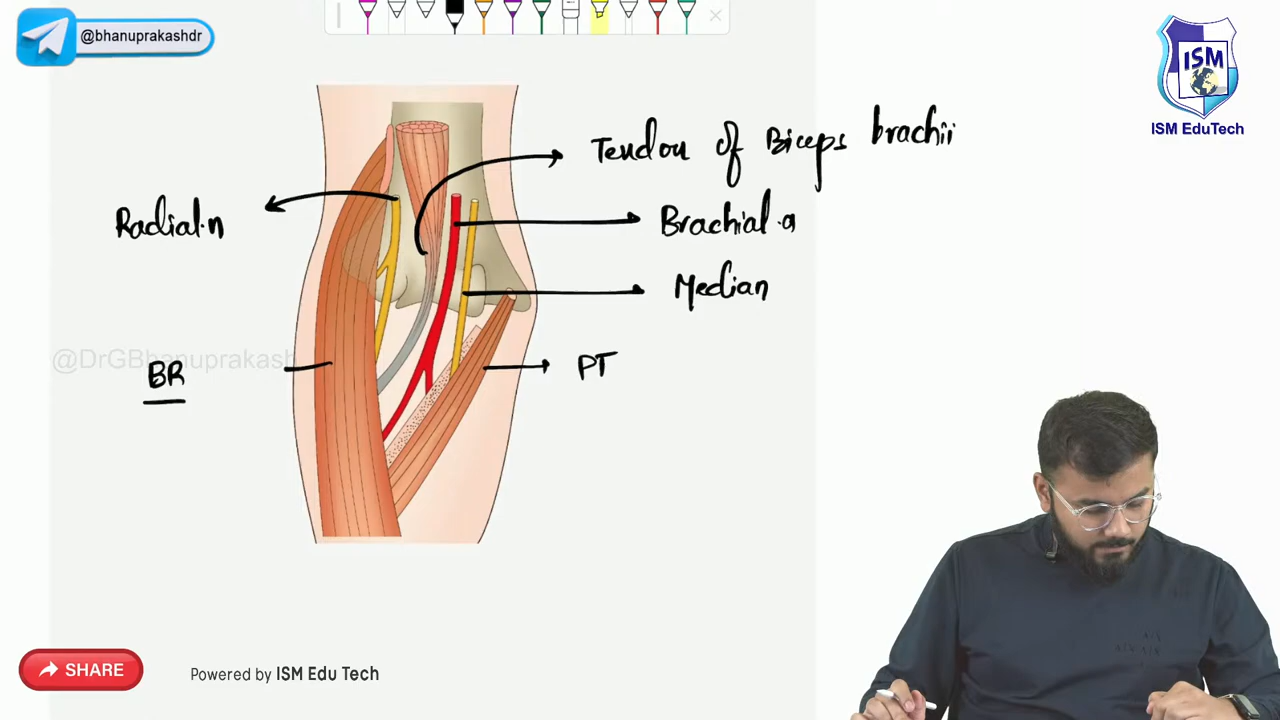 @bhanuprakashdr
ISM
ISM EduTech
Tendon of Biceps brachii
Radial.n
Brachial.a
Median
@DrGBhanuprakash
BR
PT
SHARE
Powered by ISM Edu Tech